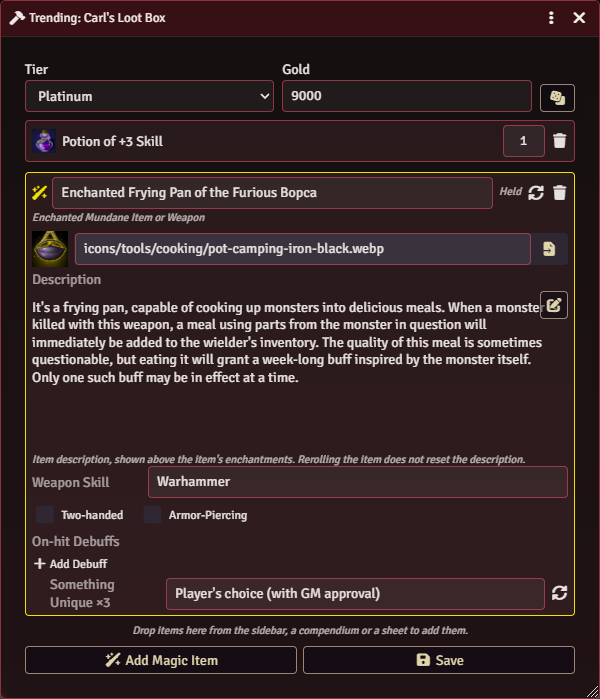 Trending: Carl's Loot Box
Tier
Gold
Platinum
9000
Potion of +3 Skill
1
Enchanted Frying Pan of the Furious Bopca
Held
Enchanted Mundane Item or Weapon
icons/tools/cooking/pot-camping-iron-black.webp
Description
It's a frying pan, capable of cooking up monsters into delicious meals. When a monster
killed with this weapon, a meal using parts from the monster in question will
immediately be added to the wielder's inventory. The quality of this meal is sometimes
questionable, but eating it will grant a week-long buff inspired by the monster itself.
Only one such buff may be in effect at a time.
Item description, shown above the item's enchantments. Rerolling the item does not reset the description.
Weapon Skill
Warhammer
Two-handed
Armor-Piercing
On-hit Debuffs
Add Debuff
Something
Unique ×3
Player's choice (with GM approval)
Drop items here from the sidebar, a compendium or a sheet to add them.
Add Magic Item
Save